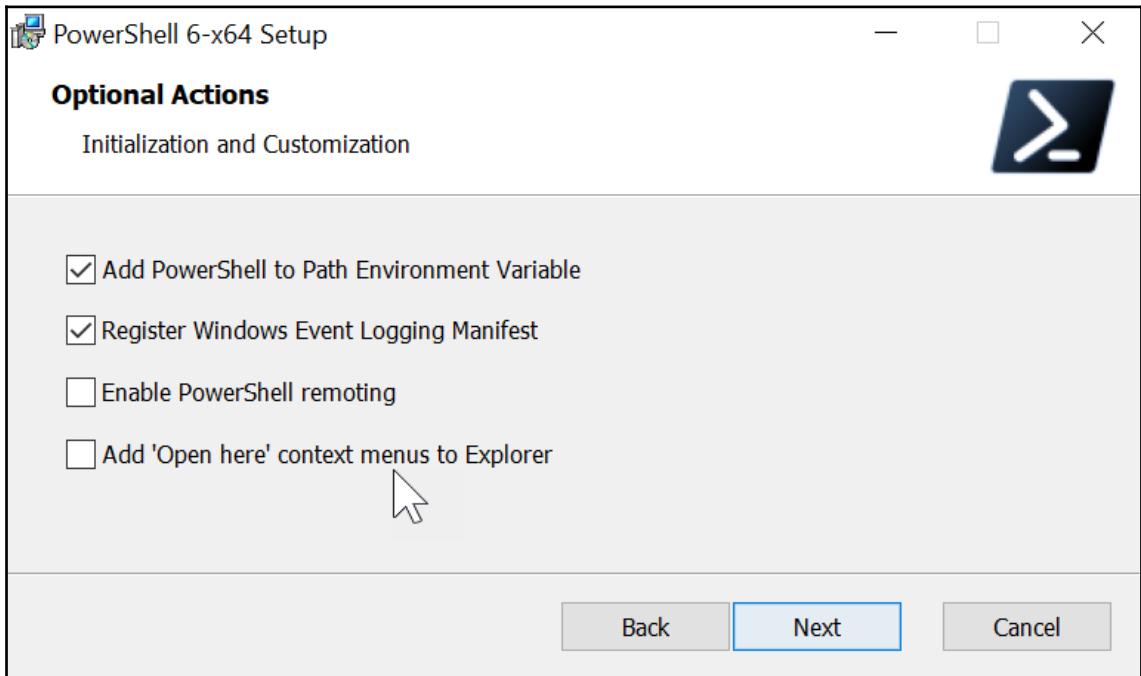 PowerShell 6-x64 Setup
Optional Actions
Initialization and Customization
Add PowerShell to Path Environment Variable
Register Windows Event Logging Manifest
Enable PowerShell remoting
Add 'Open here' context menus to Explorer
Back Next Cancel